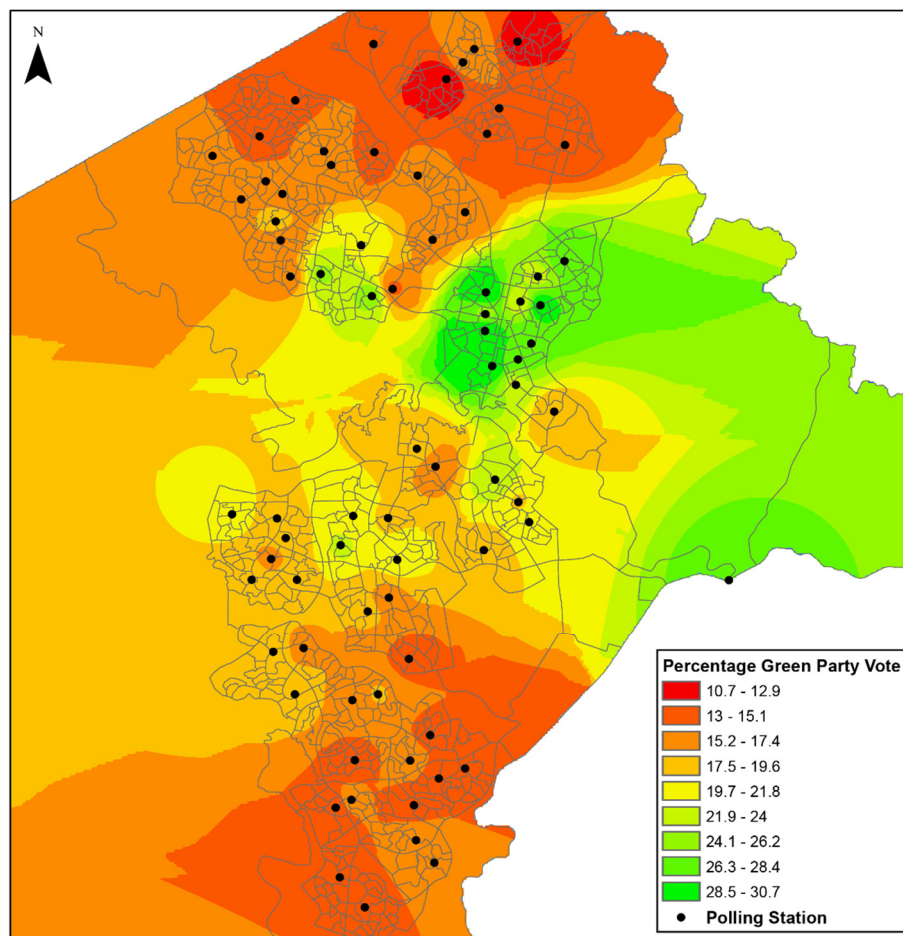 N
Percentage Green Party Vote
10.7 - 12.9
13 - 15.1
15.2 - 17.4
17.5 - 19.6
19.7 - 21.8
21.9 - 24
24.1 - 26.2
26.3 - 28.4
28.5 - 30.7
Polling Station